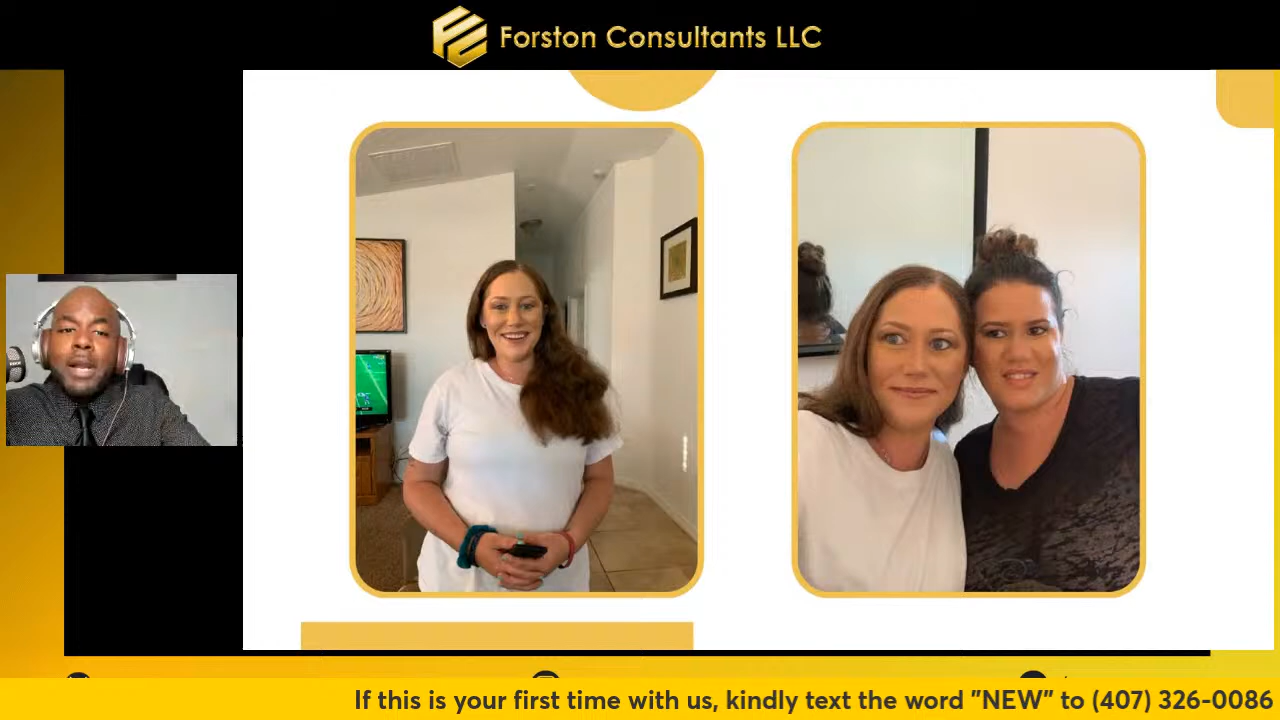 Forston Consultants LLC
If this is your first time with us, kindly text the word "NEW" to (407) 326-0086